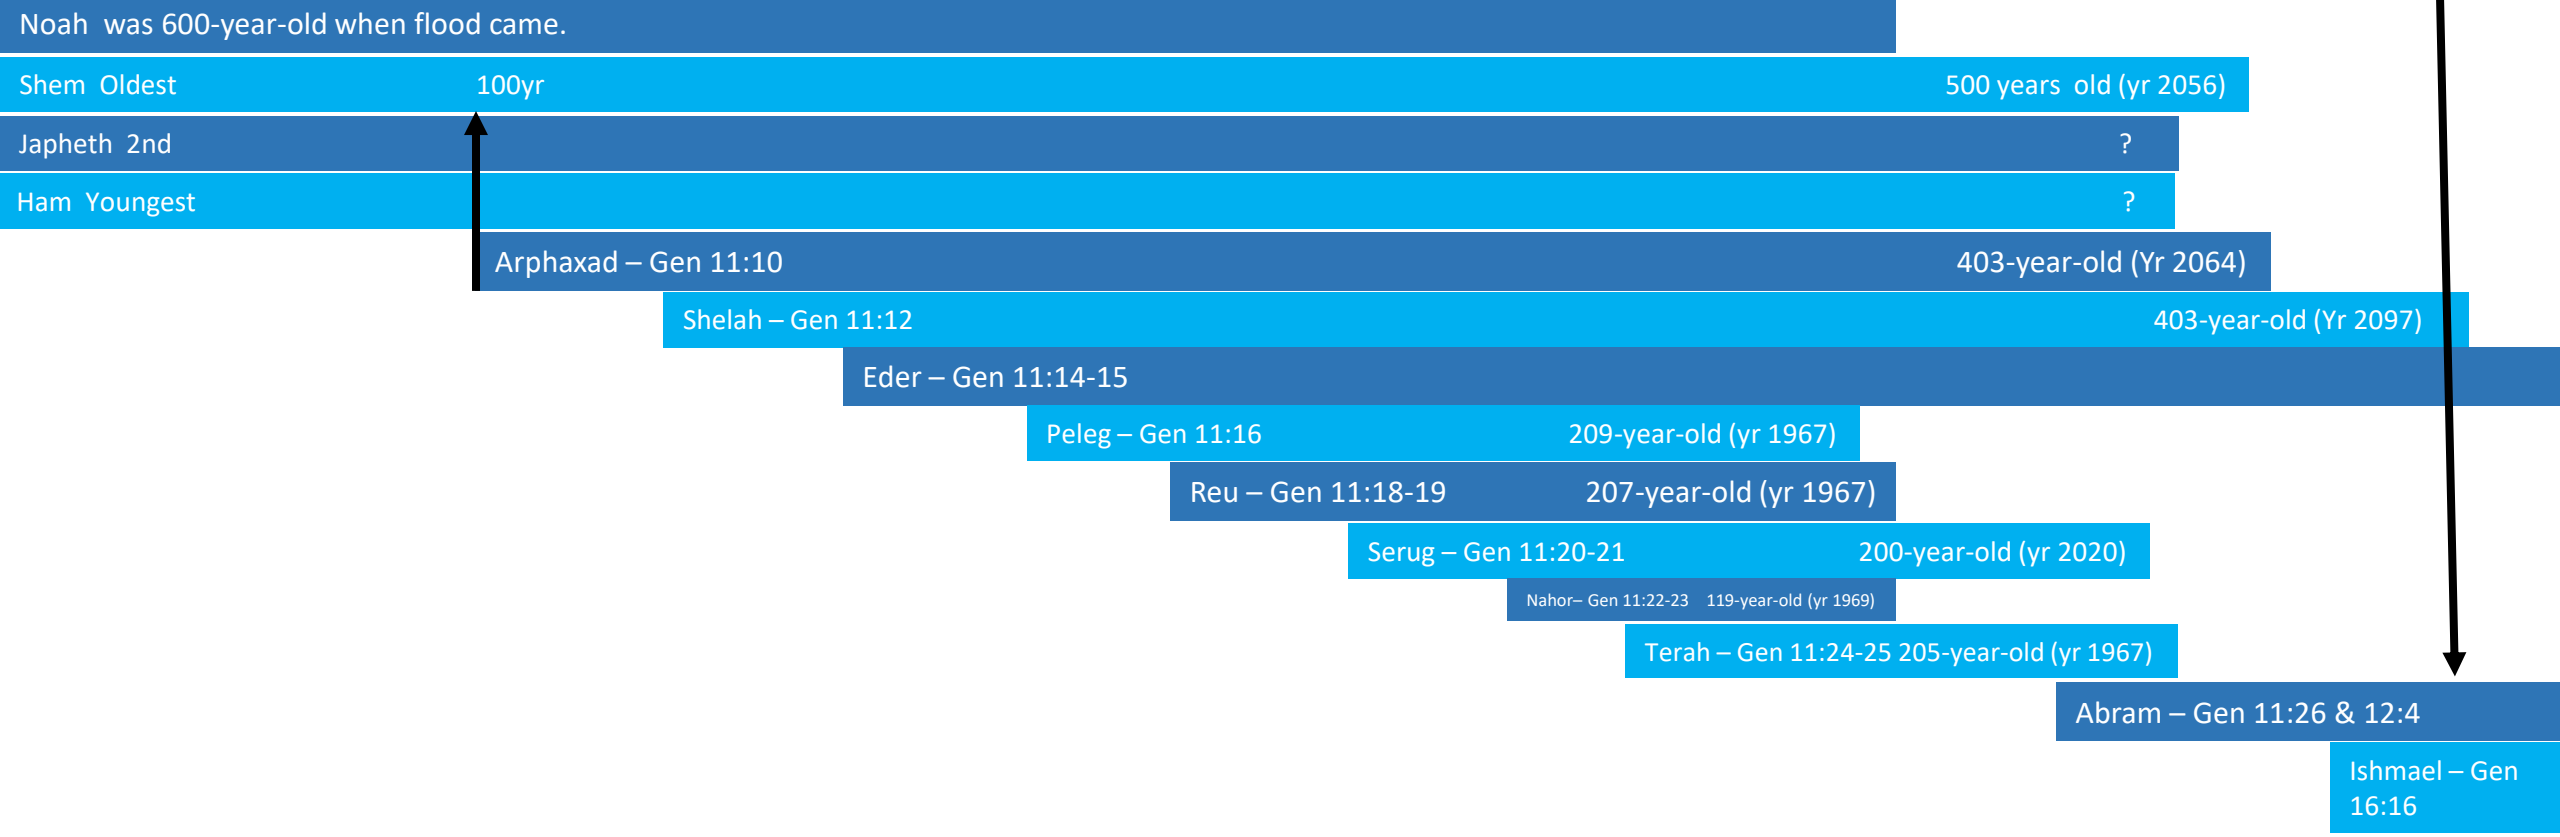 Noah was 600-year-old when flood came.
Shem Oldest 100yr 500 years old (yr 2056)
Japheth 2nd ?
Ham Youngest ?
Arphaxad – Gen 11:10 403-year-old (Yr 2064)
Shelah – Gen 11:12 403-year-old (Yr 2097)
Eder – Gen 11:14-15
Peleg – Gen 11:16 209-year-old (yr 1967)
Reu – Gen 11:18-19 207-year-old (yr 1967)
Serug – Gen 11:20-21 200-year-old (yr 2020)
Nahor– Gen 11:22-23 119-year-old (yr 1969)
Terah – Gen 11:24-25 205-year-old (yr 1967)
Abram – Gen 11:26 & 12:4
Ishmael – Gen
16:16